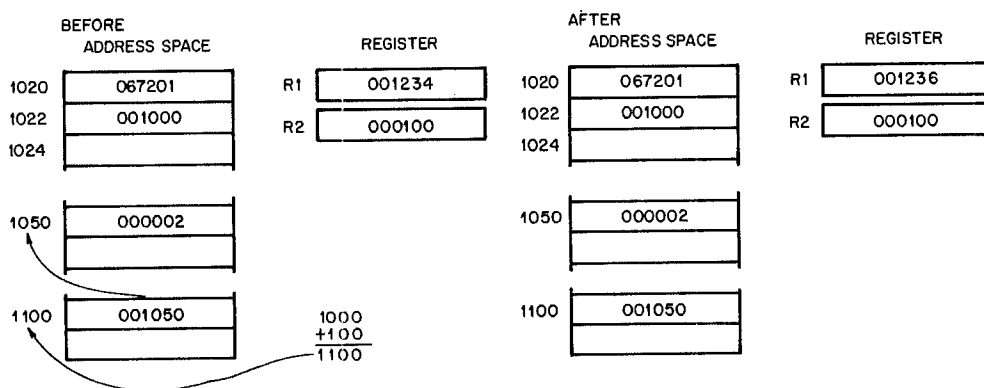 BEFORE
ADDRESS SPACE
REGISTER
1020 067201
1022 001000
1024
R1 001234
R2 000100
1050 000002
1100 001050
1000
+100
1100
AFTER
ADDRESS SPACE
REGISTER
1020 067201
1022 001000
1024
R1 001236
R2 000100
1050 000002
1100 001050